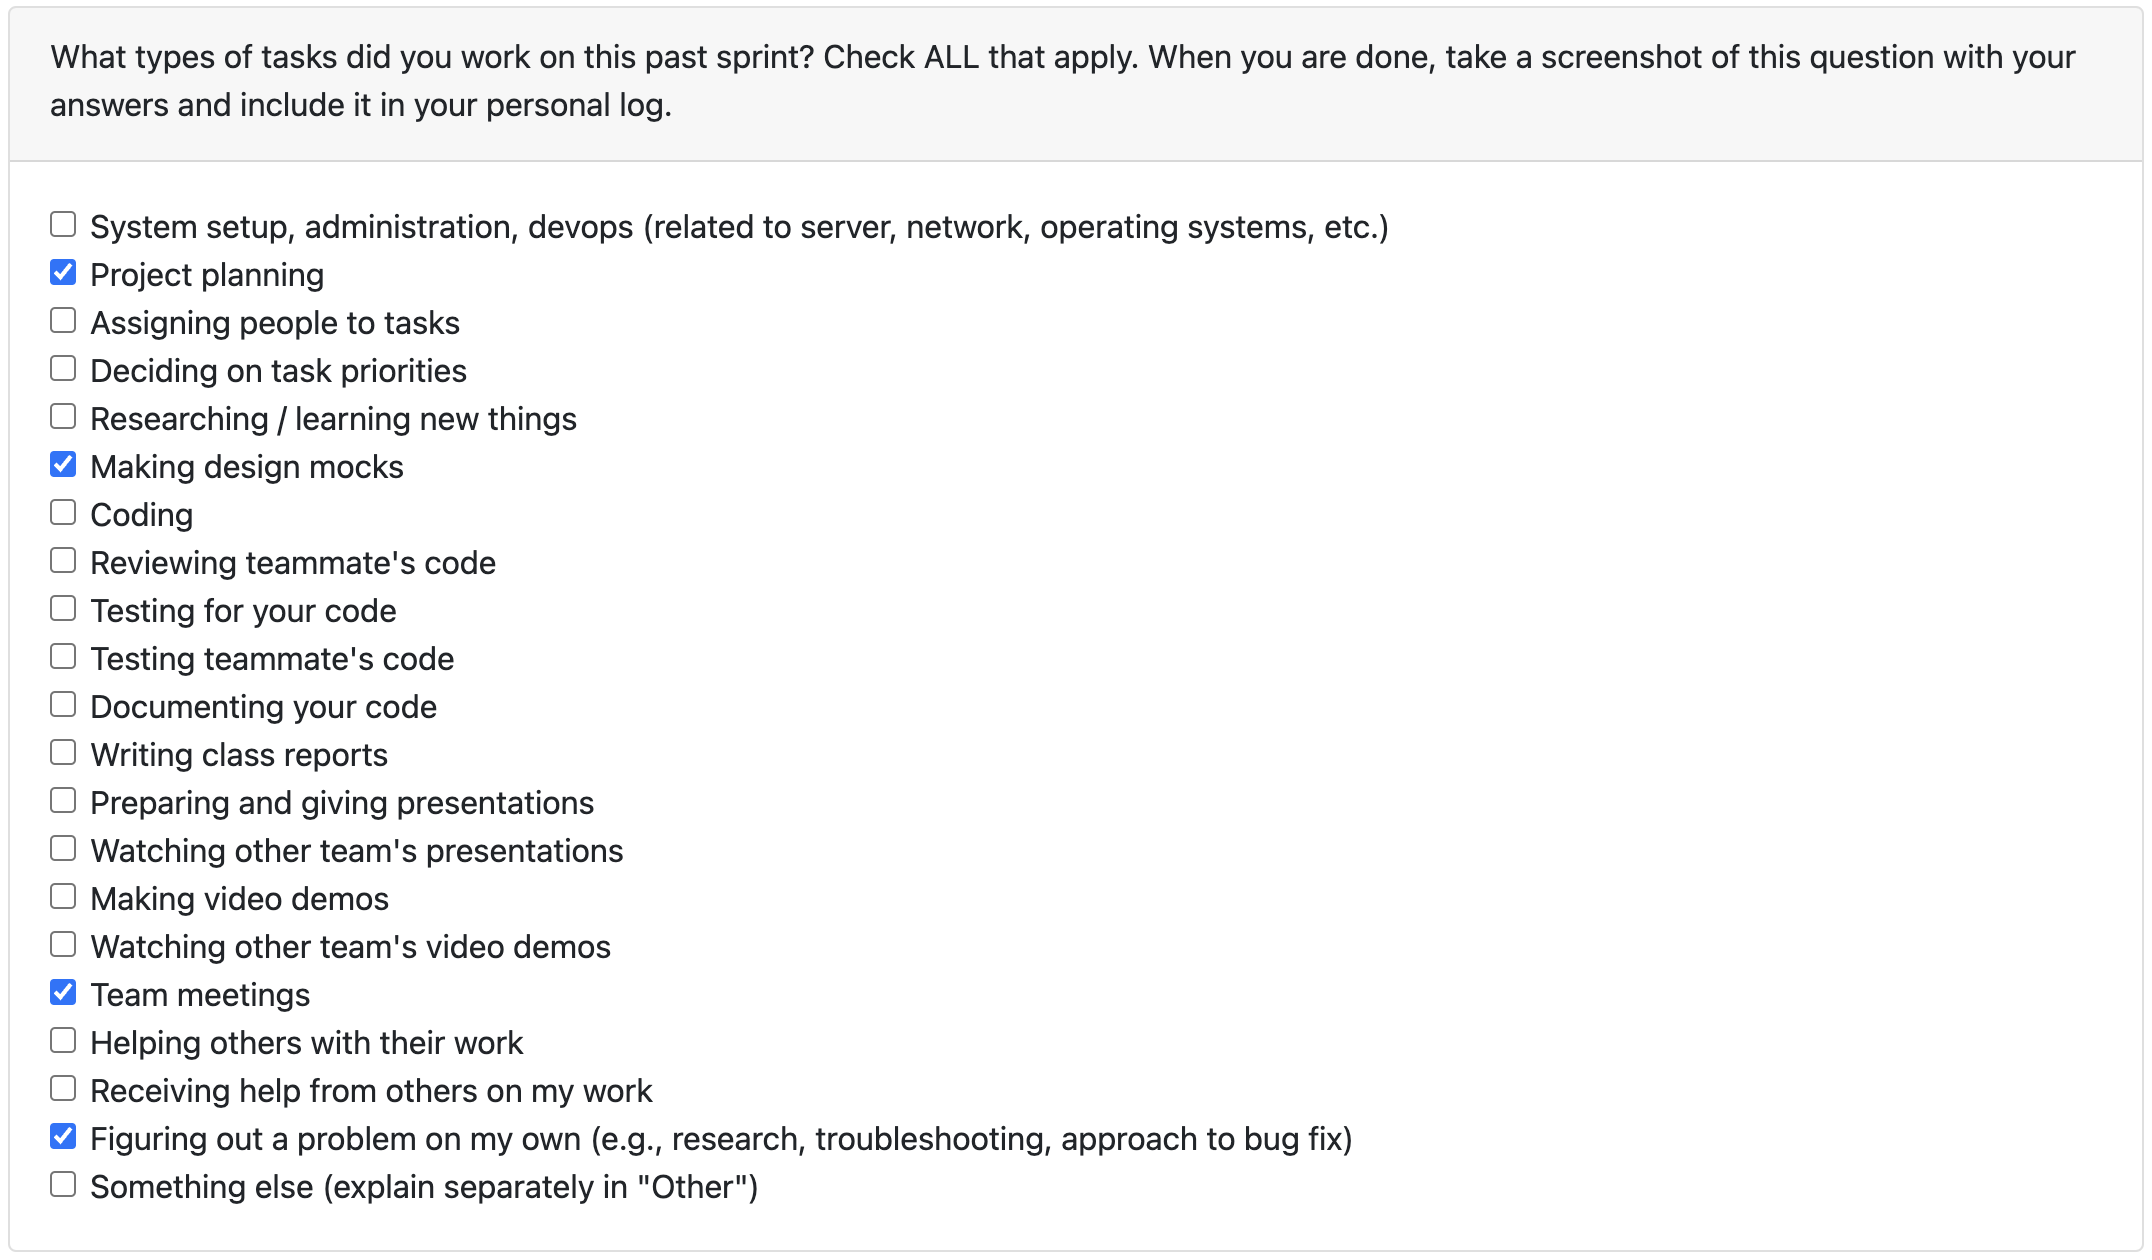 What types of tasks did you work on this past sprint? Check ALL that apply. When you are done, take a screenshot of this question with your
answers and include it in your personal log.
System setup, administration, devops (related to server, network, operating systems, etc.)
Project planning
Assigning people to tasks
Deciding on task priorities
Researching / learning new things
Making design mocks
Coding
Reviewing teammate's code
Testing for your code
Testing teammate's code
Documenting your code
Writing class reports
Preparing and giving presentations
Watching other team's presentations
Making video demos
Watching other team's video demos
Team meetings
Helping others with their work
Receiving help from others on my work
Figuring out a problem on my own (e.g., research, troubleshooting, approach to bug fix)
Something else (explain separately in "Other")